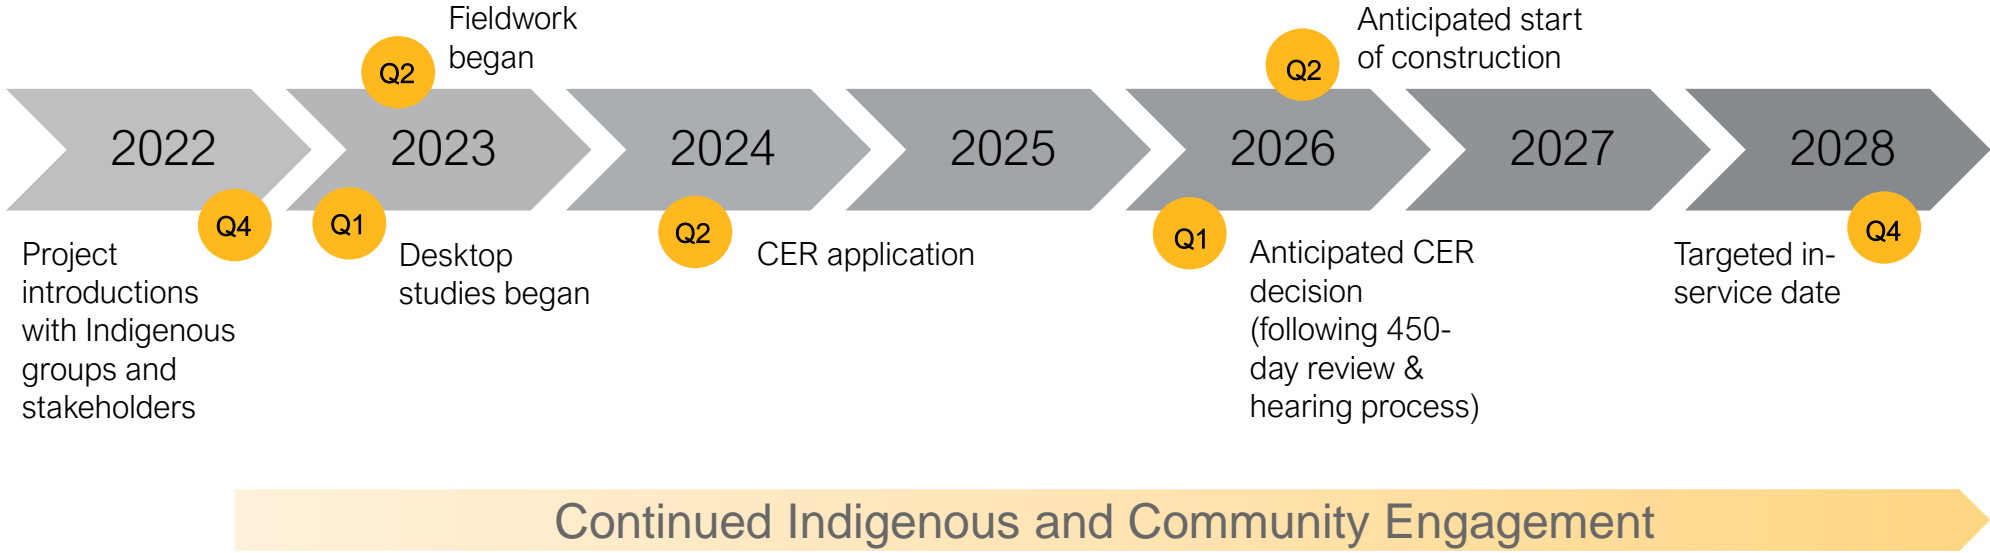 Fieldwork
began
Q2
Anticipated start
of construction
Q2
2022
2023
2024
2025
2026
2027
2028
Q4
Project
introductions
with Indigenous
groups and
stakeholders
Q1
Desktop
studies began
Q2
CER application
Q1
Anticipated CER
decision
(following 450-
day review &
hearing process)
Q4
Targeted in-
service date
Continued Indigenous and Community Engagement